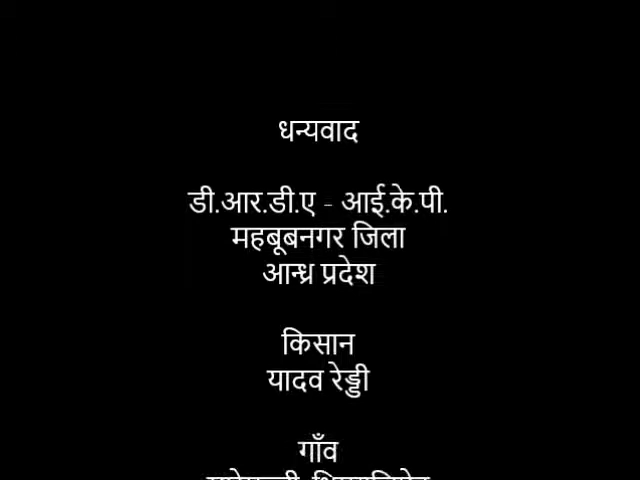 धन्यवाद
डी.आर.डी.ए - आई.के.पी.
महबूबनगर जिला
आन्ध्र प्रदेश
किसान
यादव रेड्डी
गाँव